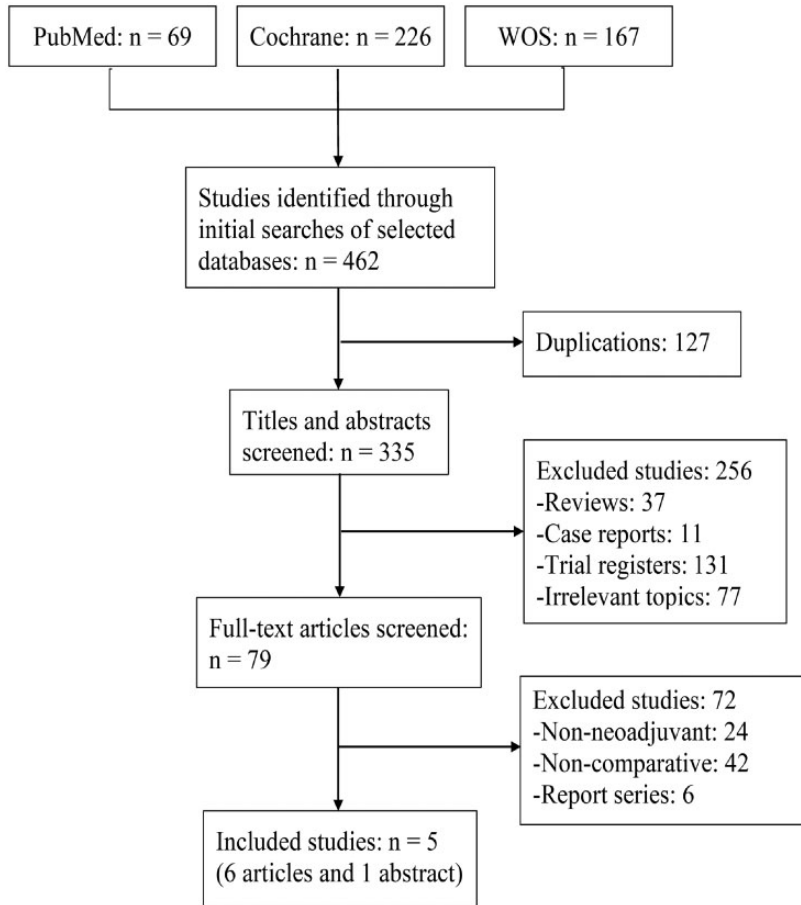 PubMed: n = 69
Cochrane: n = 226
WOS: n = 167
Studies identified through
initial searches of selected
databases: n = 462
Duplications: 127
Titles and abstracts
screened: n = 335
Excluded studies: 256
-Reviews: 37
-Case reports: 11
-Trial registers: 131
-Irrelevant topics: 77
Full-text articles screened:
n = 79
Excluded studies: 72
-Non-neoadjuvant: 24
-Non-comparative: 42
-Report series: 6
Included studies: n = 5
(6 articles and 1 abstract)